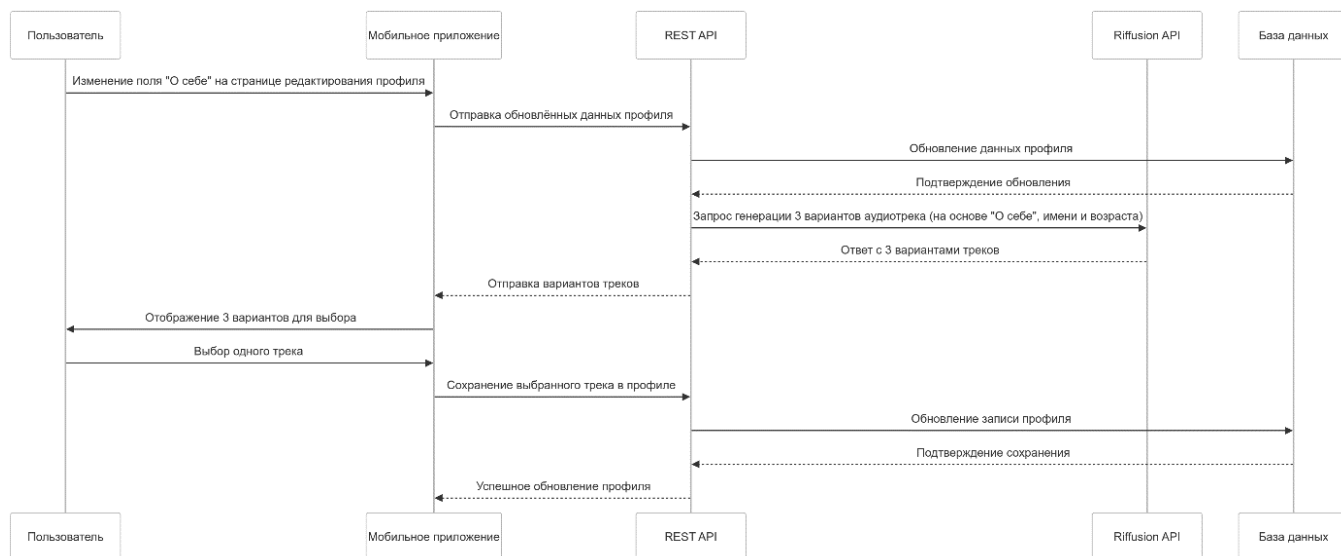 Пользователь
Мобильное приложение
REST API
Riffusion API
База данных
Изменение поля "О себе" на странице редактирования профиля
Отправка обновлённых данных профиля
Обновление данных профиля
Подтверждение обновления
Запрос генерации 3 вариантов аудиотрека (на основе "О себе", имени и возраста)
Ответ с 3 вариантами треков
Отправка вариантов треков
Отображение 3 вариантов для выбора
Выбор одного трека
Сохранение выбранного трека в профиле
Обновление записи профиля
Подтверждение сохранения
Успешное обновление профиля
Пользователь
Мобильное приложение
REST API
Riffusion API
База данных